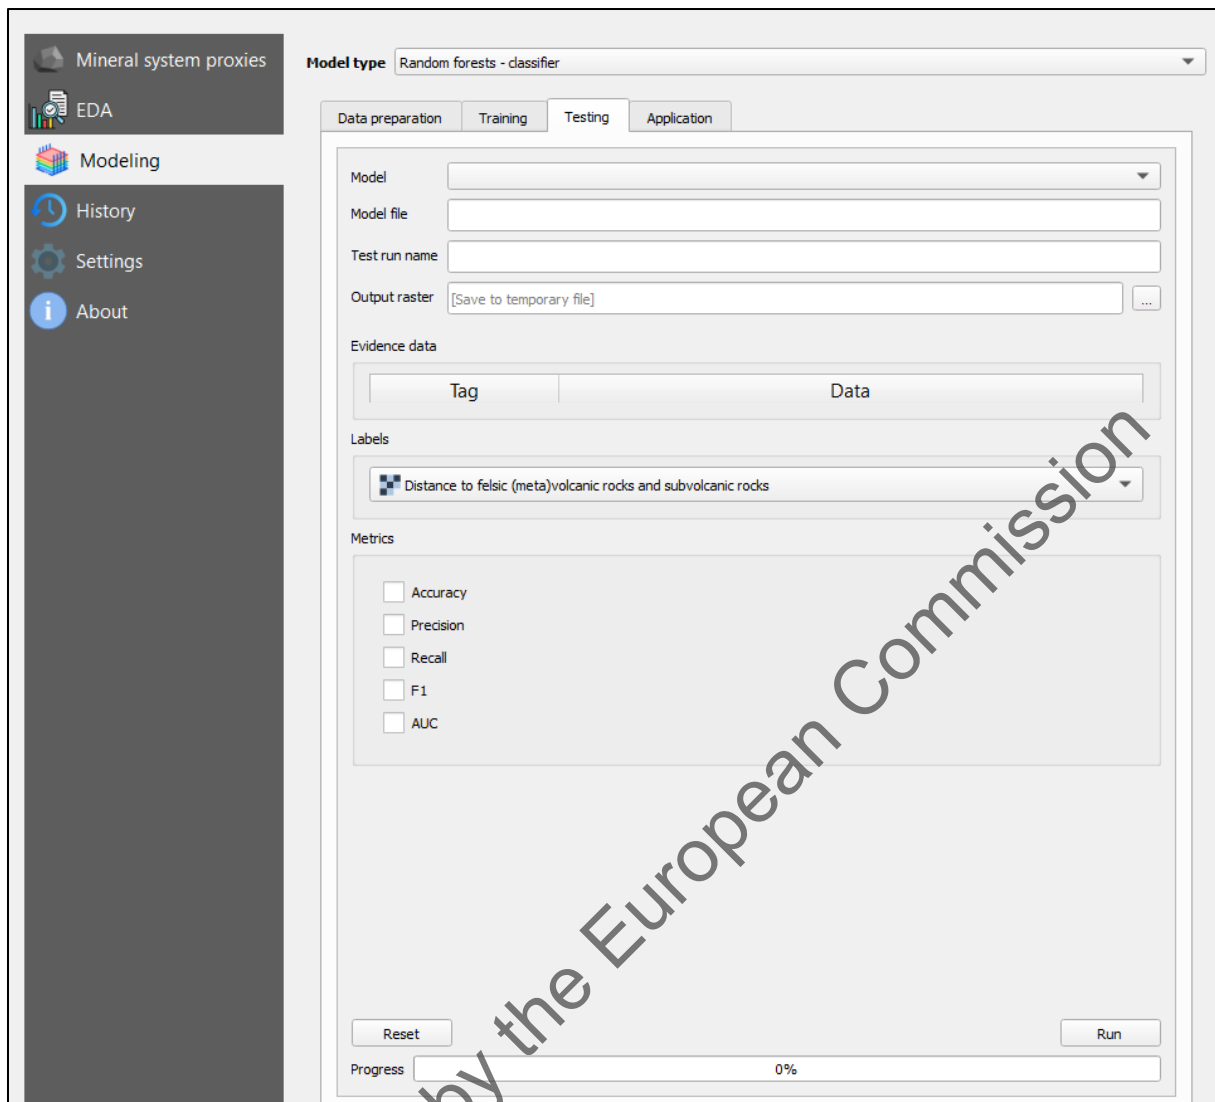 Mineral system proxies
EDA
Modeling
History
Settings
About
Model type Random forests - classifier
Data preparation Training Testing Application
Model
Model file
Test run name
Output raster [Save to temporary file] ...
Evidence data
Tag Data
Labels
Distance to felsic (meta)volcanic rocks and subvolcanic rocks
Metrics
Accuracy
Precision
Recall
F1
AUC
Reset Run
Progress 0%
by the European Commission